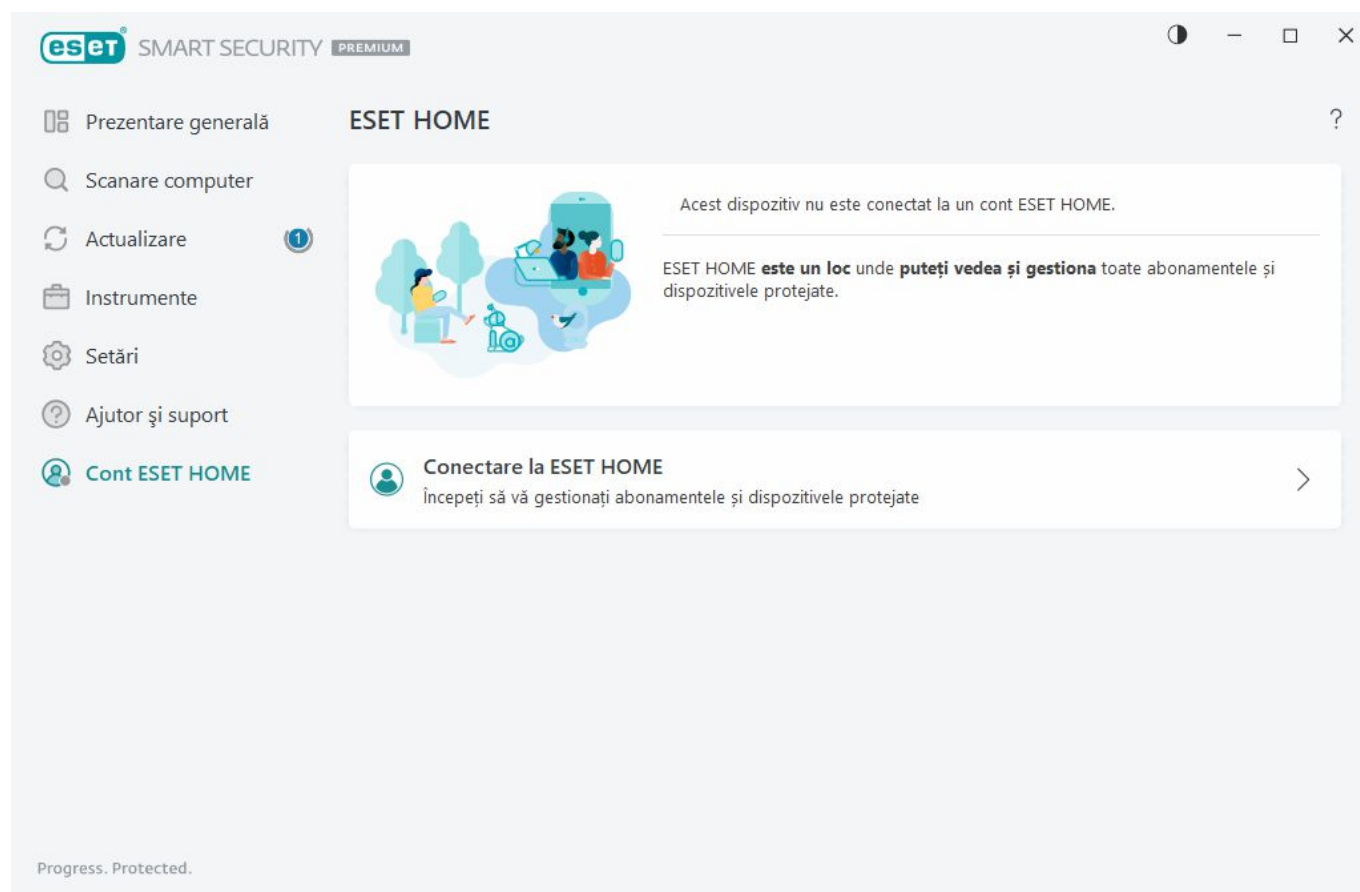 eset® SMART SECURITY PREMIUM
Prezentare generală
Scanare computer
Actualizare 1
Instrumente
Setări
Ajutor şi suport
Cont ESET HOME
ESET HOME ?
Acest dispozitiv nu este conectat la un cont ESET HOME.
ESET HOME este un loc unde puteți vedea și gestiona toate abonamentele și
dispozitivele protejate.
Conectare la ESET HOME
Începeți să vă gestionați abonamentele și dispozitivele protejate
Progress. Protected.